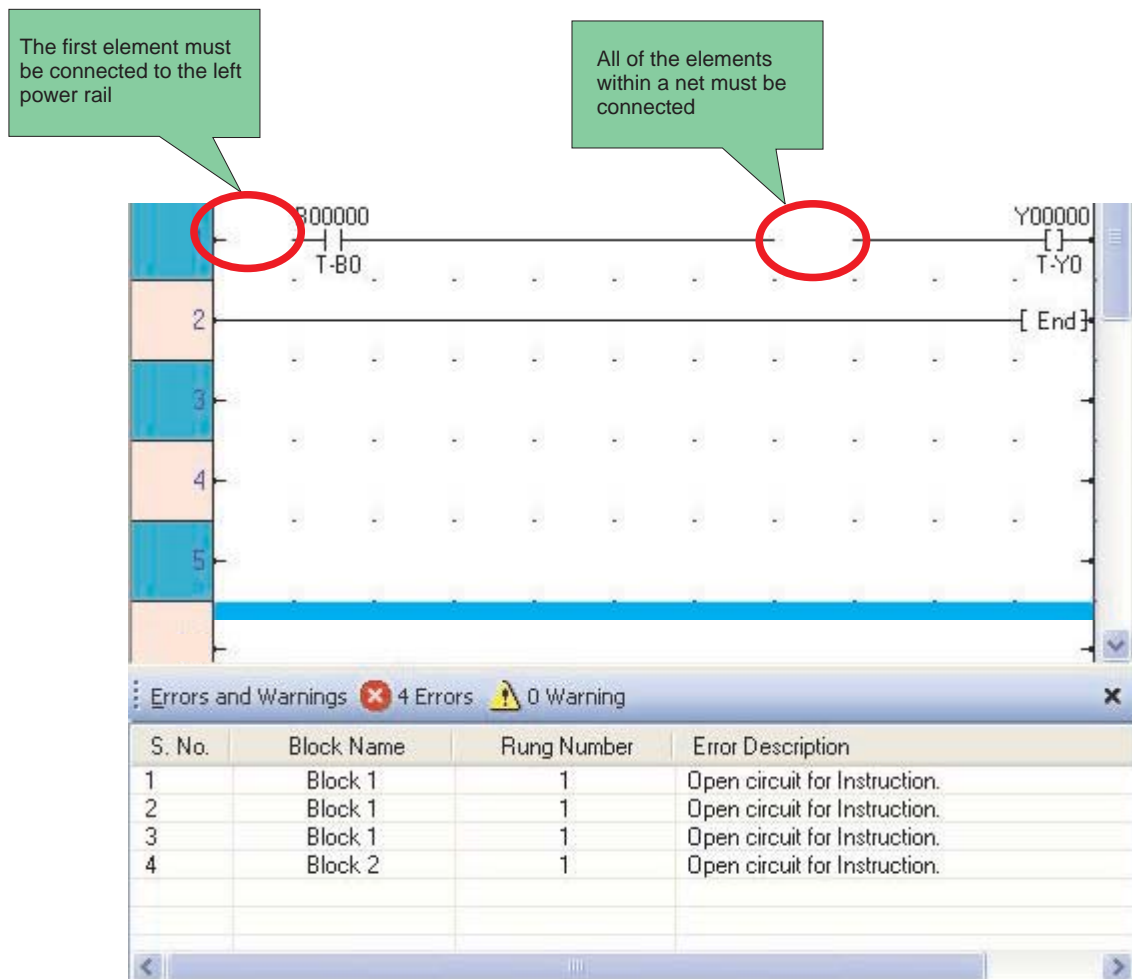 The first element must
be connected to the left
power rail
All of the elements
within a net must be
connected
B00000
Y00000
T-B0
T-Y0
2
[ End ]
3
4
5
Errors and Warnings 4 Errors 0 Warning
S. No. Block Name Rung Number Error Description
1 Block 1 1 Open circuit for Instruction.
2 Block 1 1 Open circuit for Instruction.
3 Block 1 1 Open circuit for Instruction.
4 Block 2 1 Open circuit for Instruction.